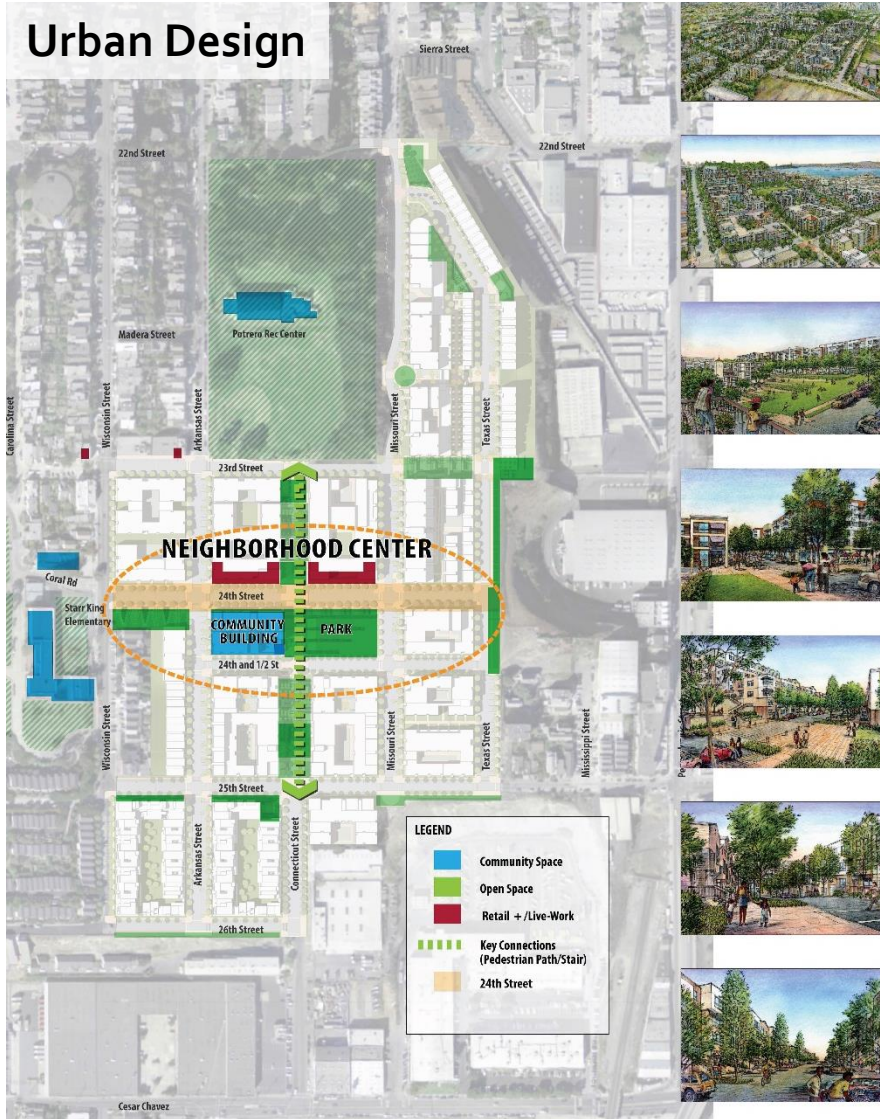 Urban Design
Sierra Street
22nd Street
22nd Street
Potrero Rec Center
Madera Street
Carolina Street
Wisconsin Street
Arkansas Street
Missouri Street
Texas Street
23rd Street
NEIGHBORHOOD CENTER
Coral Rd
24th Street
Starr King
Elementary
COMMUNITY
BUILDING
PARK
24th and 1/2 St
Wisconsin Street
Missouri Street
Texas Street
Mississippi Street
25th Street
Arkansas Street
Connecticut Street
26th Street
LEGEND
Community Space
Open Space
Retail + /Live-Work
Key Connections
(Pedestrian Path/Stair)
24th Street
Cesar Chavez